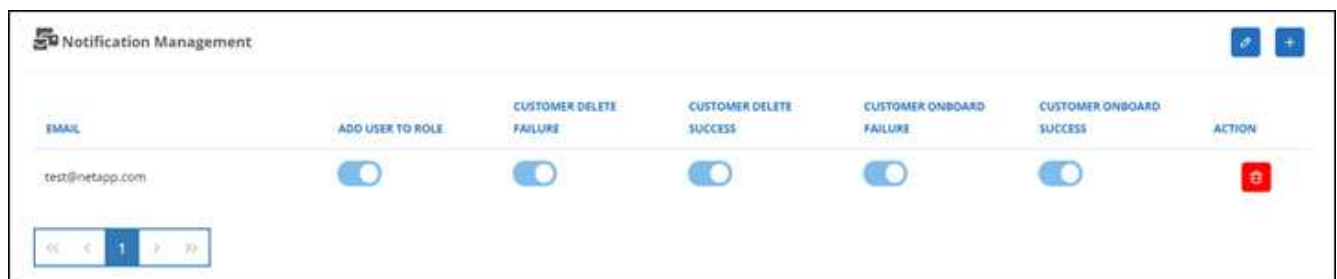 Notification Management
CUSTOMER DELETE CUSTOMER DELETE CUSTOMER ONBOARD CUSTOMER ONBOARD
EMAIL ADD USER TO ROLE FAILURE SUCCESS FAILURE SUCCESS ACTION
test@netapp.com
<< < 1 > >>